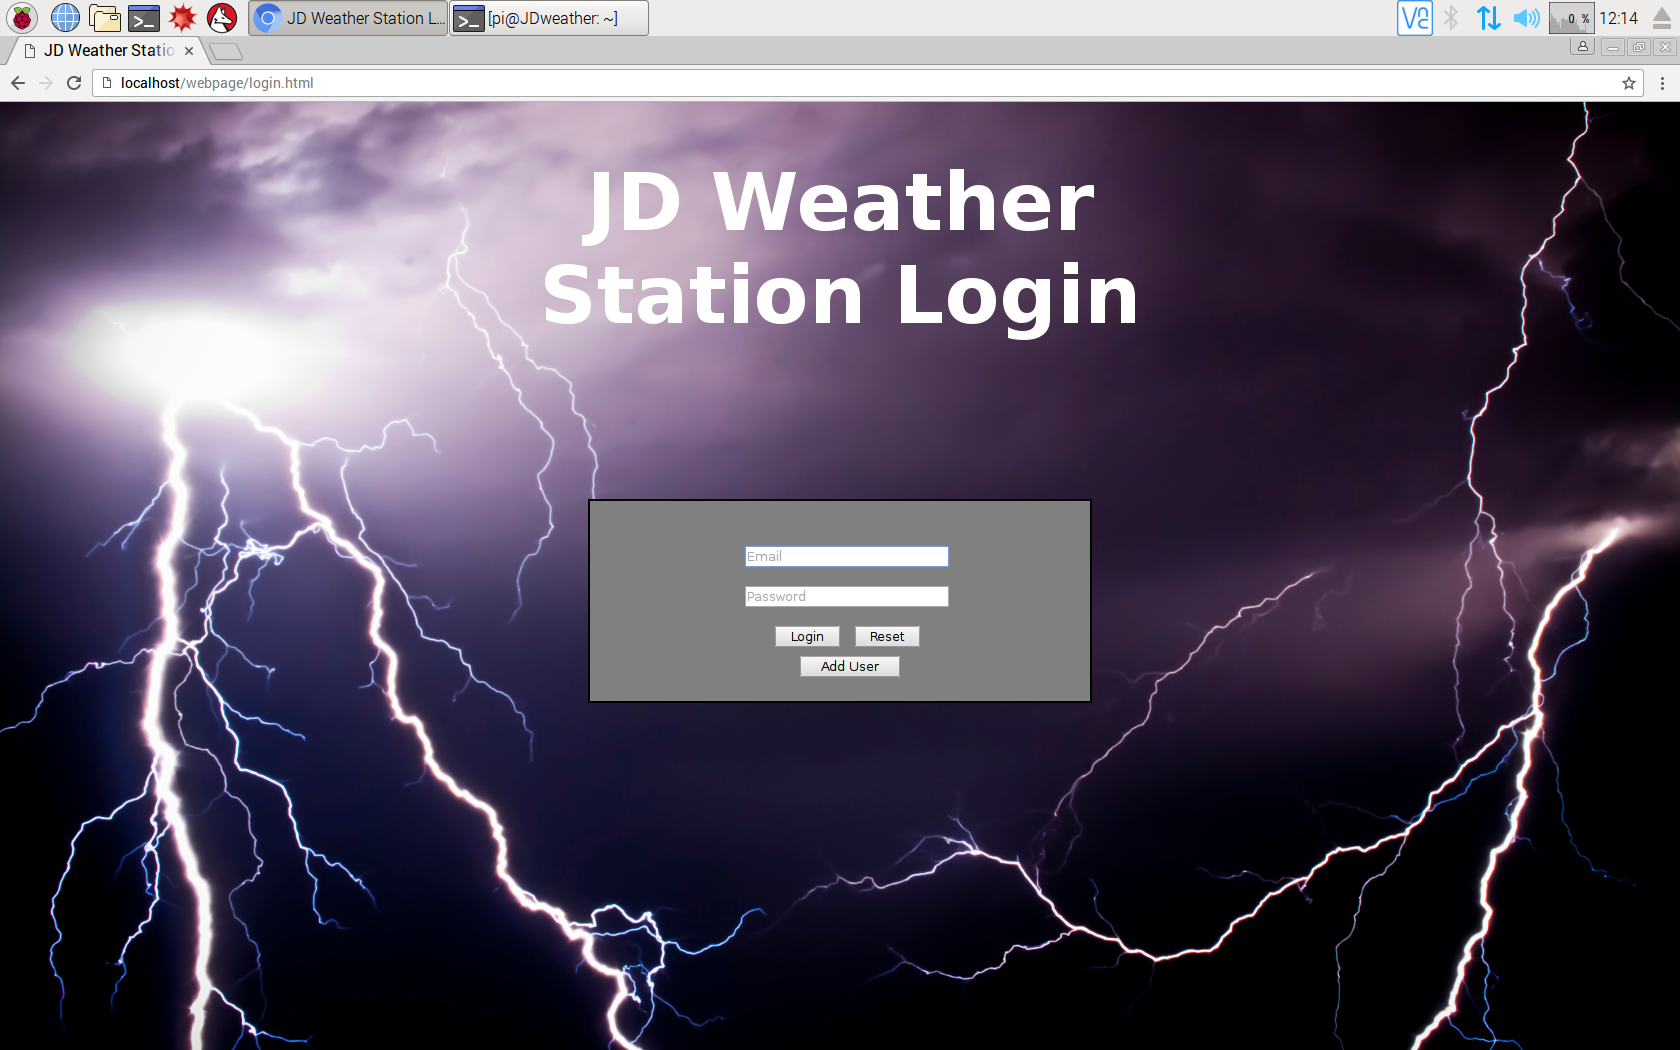 JD Weather Station L...
[pi@JDweather: ~]
0 %
12:14
JD Weather Statio
localhost/webpage/login.html
JD Weather
Station Login
Email
Password
Login Reset
Add User